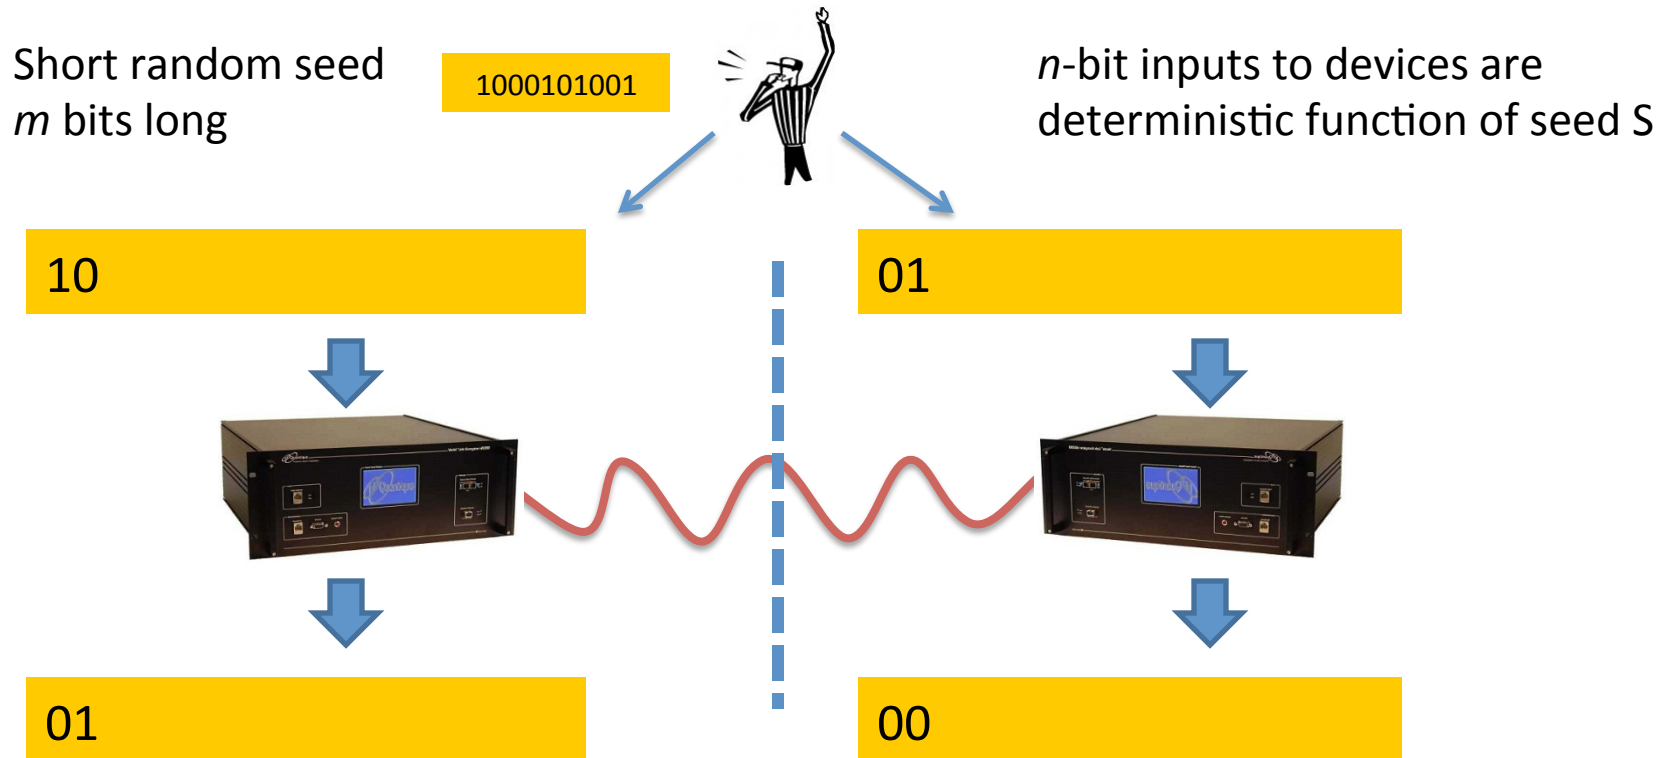 Short random seed
m bits long
1000101001
n-bit inputs to devices are
deterministic function of seed S
10
01
01
00